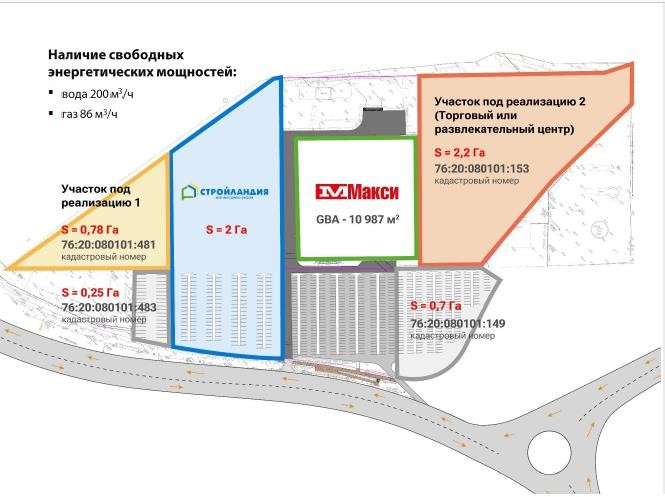 Наличие свободных
энергетических мощностей:
▪ вода 200 м³/ч
▪ газ 86 м³/ч
Участок под
реализацию 1
S = 0,78 Га
76:20:080101:481
кадастровый номер
S = 0,25 Га
76:20:080101:483
кадастровый номер
СТРОЙЛАНДИЯ
S = 2 Га
Макси
GBA - 10 987 м²
Участок под реализацию 2
(Торговый или
развлекательный центр)
S = 2,2 Га
76:20:080101:153
кадастровый номер
S = 0,7 Га
76:20:080101:149
кадастровый номер